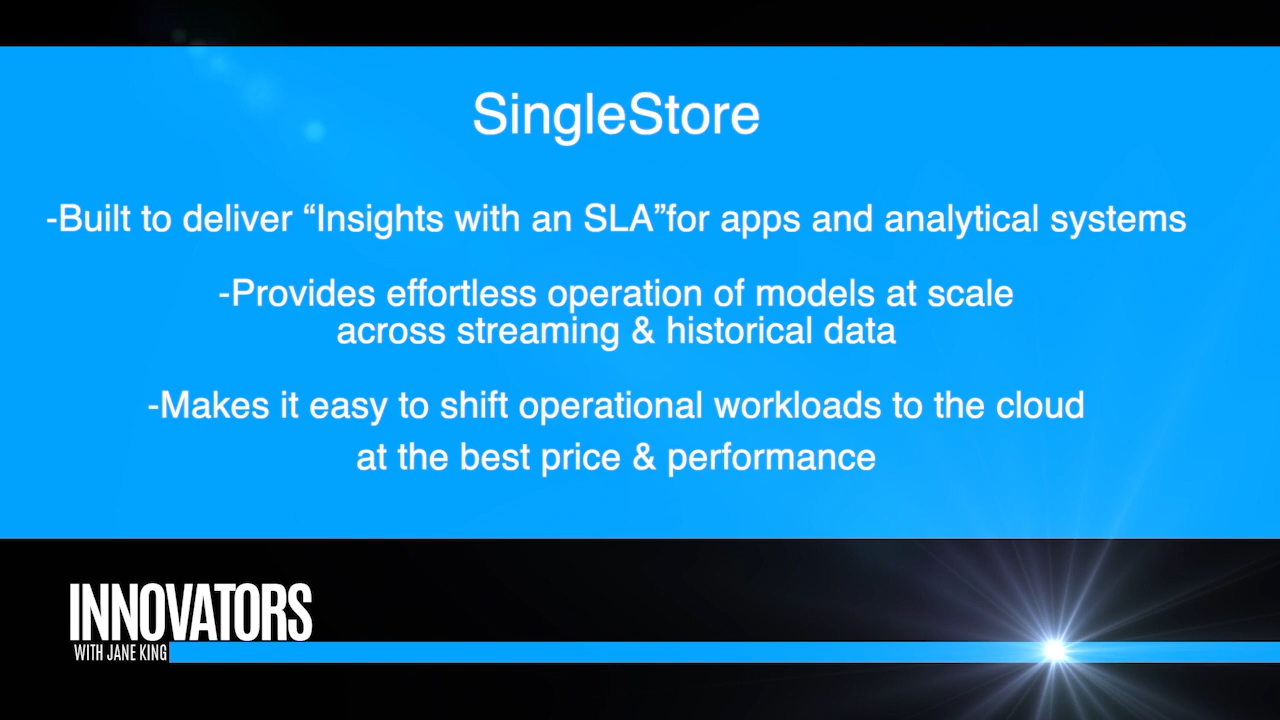 SingleStore
-Built to deliver “Insights with an SLA”for apps and analytical systems
-Provides effortless operation of models at scale
across streaming & historical data
-Makes it easy to shift operational workloads to the cloud
at the best price & performance
INNOVATORS
WITH JANE KING